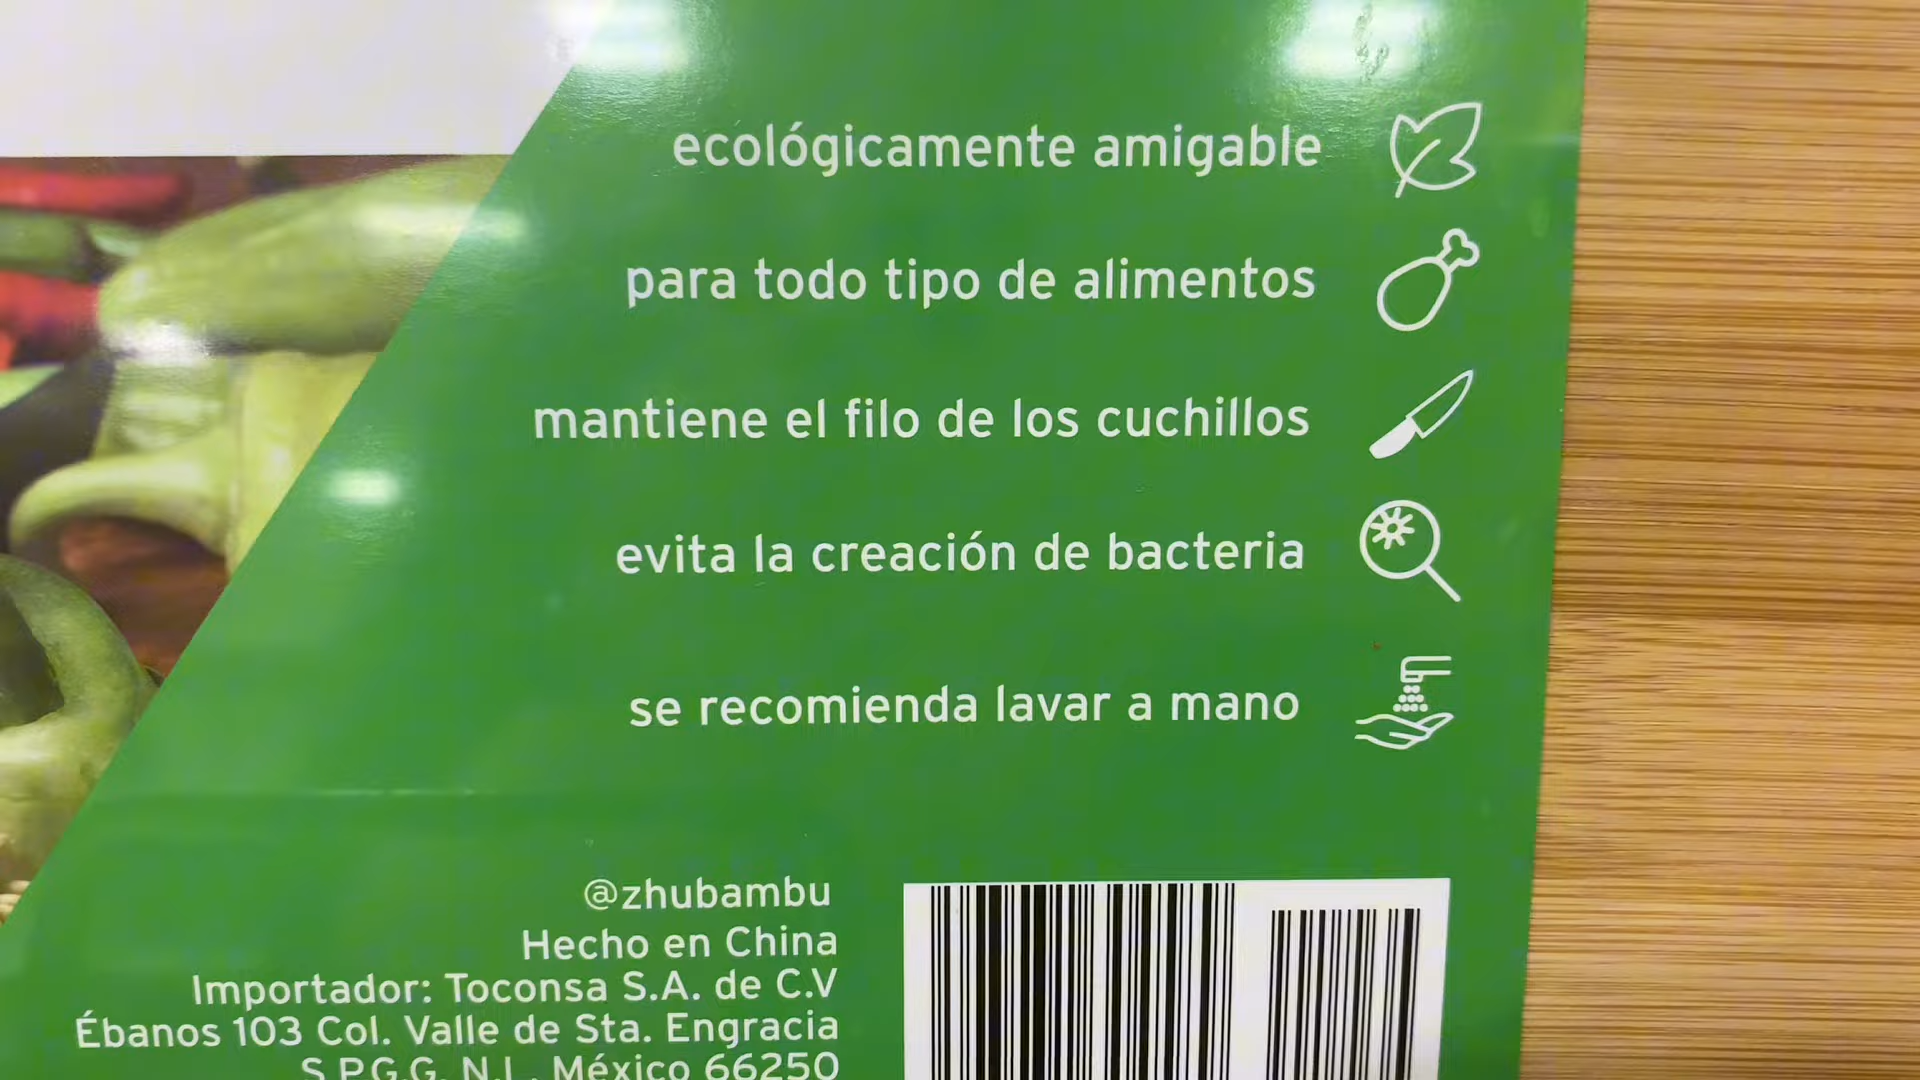 ecológicamente amigable
para todo tipo de alimentos
mantiene el filo de los cuchillos
evita la creación de bacteria
se recomienda lavar a mano
@zhubambu
Hecho en China
Importador: Toconsa S.A. de C.V
Ébanos 103 Col. Valle de Sta. Engracia
S.P.G.G. N.L., México 66250